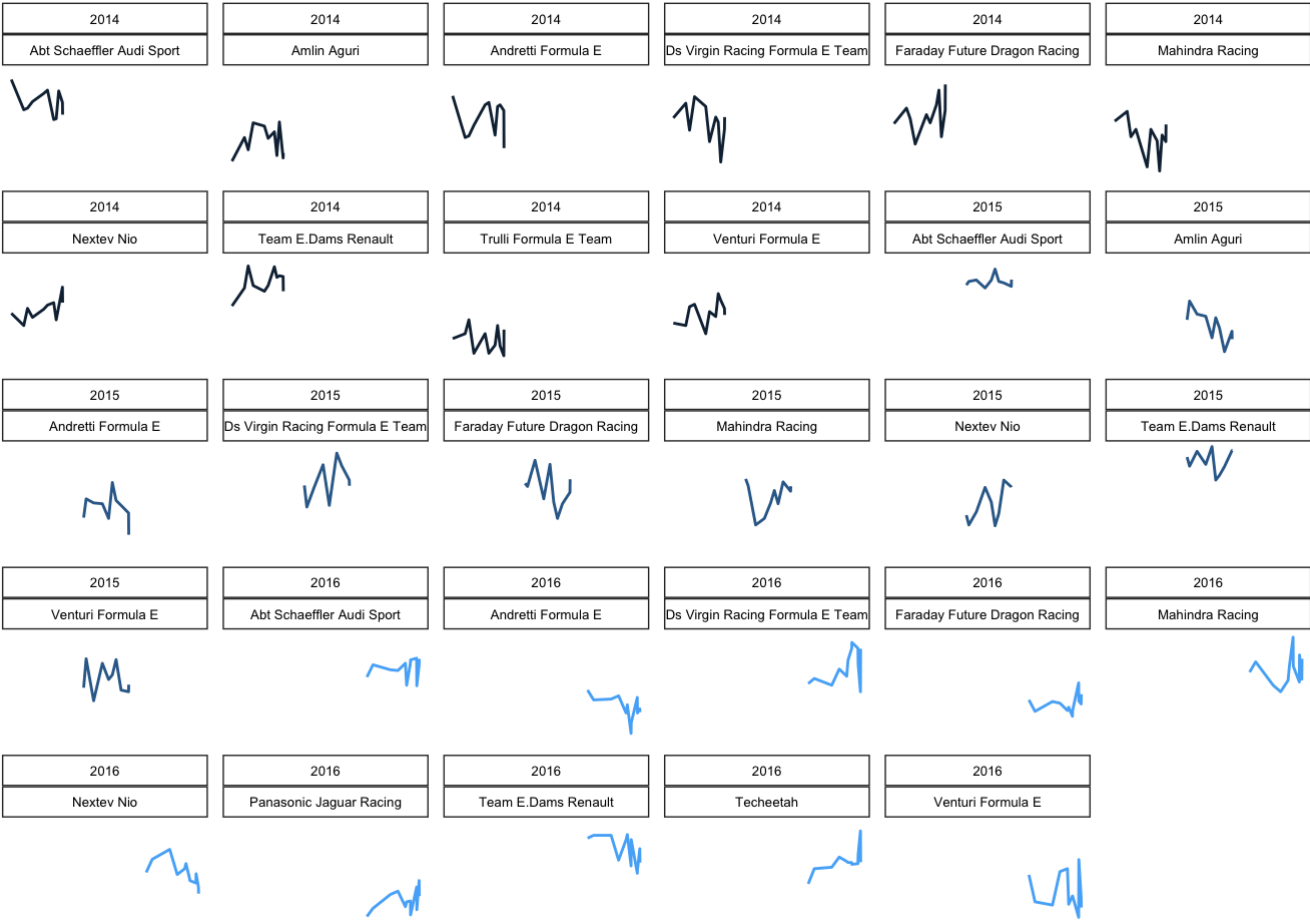 2014
2014
2014
2014
2014
2014
Abt Schaeffler Audi Sport
Amlin Aguri
Andretti Formula E
Ds Virgin Racing Formula E Team
Faraday Future Dragon Racing
Mahindra Racing
2014
2014
2014
2014
2015
2015
Nextev Nio
Team E.Dams Renault
Trulli Formula E Team
Venturi Formula E
Abt Schaeffler Audi Sport
Amlin Aguri
2015
2015
2015
2015
2015
2015
Andretti Formula E
Ds Virgin Racing Formula E Team
Faraday Future Dragon Racing
Mahindra Racing
Nextev Nio
Team E.Dams Renault
2015
2016
2016
2016
2016
2016
Venturi Formula E
Abt Schaeffler Audi Sport
Andretti Formula E
Ds Virgin Racing Formula E Team
Faraday Future Dragon Racing
Mahindra Racing
2016
2016
2016
2016
2016
Nextev Nio
Panasonic Jaguar Racing
Team E.Dams Renault
Techeetah
Venturi Formula E